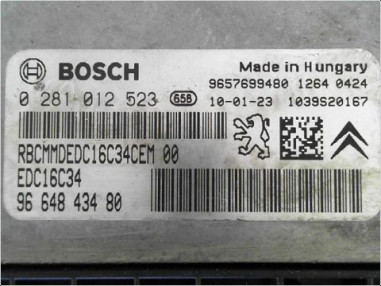 BOSCH
Made in Hungary
9657699480 1264 0424
0 281 012 523 658 10-01-23 1039S20167
RBCMMDEDC16C34CEM 00
EDC16C34
96 648 434 80